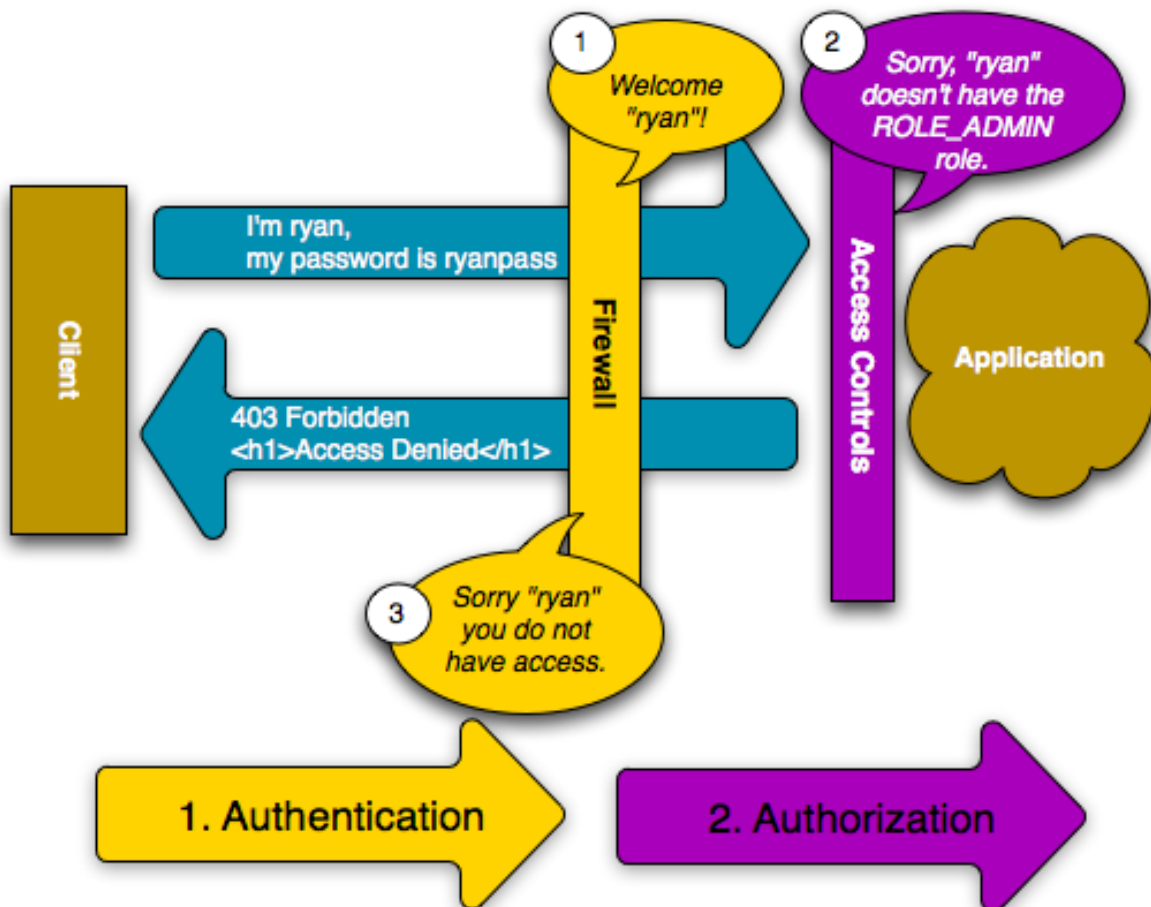 1
Welcome
"ryan"!
2
Sorry, "ryan"
doesn't have the
ROLE_ADMIN
role.
I'm ryan,
my password is ryanpass
Client
Firewall
Access Controls
Application
403 Forbidden
<h1>Access Denied</h1>
3
Sorry "ryan"
you do not
have access.
1. Authentication
2. Authorization